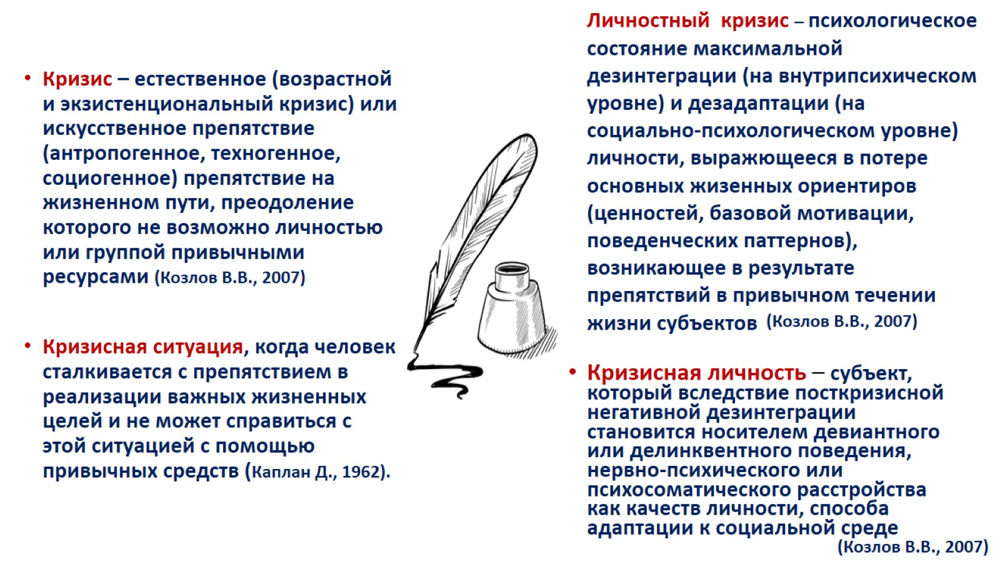 • Кризис – естественное (возрастной
и экзистенциональный кризис) или
искусственное препятствие
(антропогенное, техногенное,
социогенное) препятствие на
жизненном пути, преодоление
которого не возможно личностью
или группой привычными
ресурсами (Козлов В.В., 2007)
• Кризисная ситуация, когда человек
сталкивается с препятствием в
реализации важных жизненных
целей и не может справиться с
этой ситуацией с помощью
привычных средств (Каплан Д., 1962).
Личностный кризис – психологическое
состояние максимальной
дезинтеграции (на внутрипсихическом
уровне) и дезадаптации (на
социально-психологическом уровне)
личности, выражющееся в потере
основных жизенных ориентиров
(ценностей, базовой мотивации,
поведенческих паттернов),
возникающее в результате
препятствий в привычном течении
жизни субъектов (Козлов В.В., 2007)
• Кризисная личность – субъект,
который вследствие посткризисной
негативной дезинтеграции
становится носителем девиантного
или делинквентного поведения,
нервно-психического или
психосоматического расстройства
как качеств личности, способа
адаптации к социальной среде
(Козлов В.В., 2007)